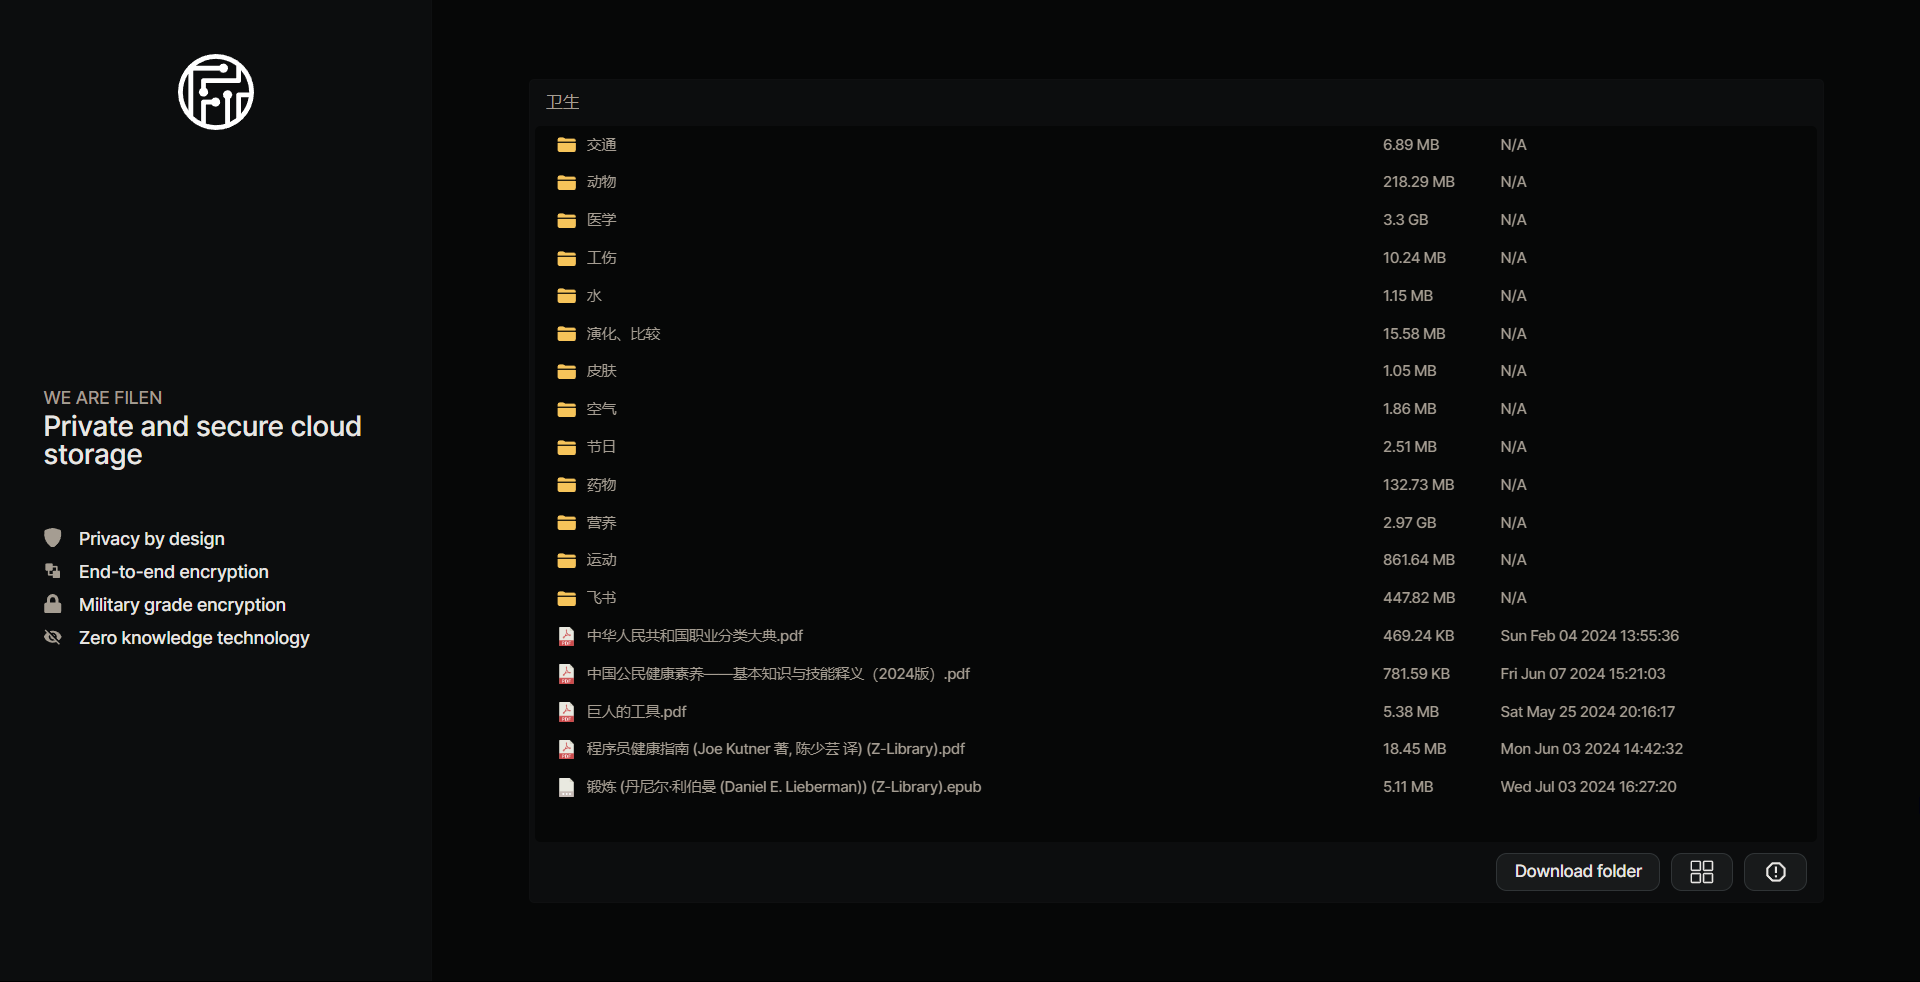 WE ARE FILEN
Private and secure cloud
storage
Privacy by design
End-to-end encryption
Military grade encryption
Zero knowledge technology
卫生
交通 6.89 MB N/A
动物 218.29 MB N/A
医学 3.3 GB N/A
工伤 10.24 MB N/A
水 1.15 MB N/A
演化、比较 15.58 MB N/A
皮肤 1.05 MB N/A
空气 1.86 MB N/A
节日 2.51 MB N/A
药物 132.73 MB N/A
营养 2.97 GB N/A
运动 861.64 MB N/A
飞书 447.82 MB N/A
中华人民共和国职业分类大典.pdf 469.24 KB Sun Feb 04 2024 13:55:36
中国公民健康素养——基本知识与技能释义（2024版）.pdf 781.59 KB Fri Jun 07 2024 15:21:03
巨人的工具.pdf 5.38 MB Sat May 25 2024 20:16:17
程序员健康指南 (Joe Kutner 著, 陈少芸 译) (Z-Library).pdf 18.45 MB Mon Jun 03 2024 14:42:32
锻炼 (丹尼尔·利伯曼 (Daniel E. Lieberman)) (Z-Library).epub 5.11 MB Wed Jul 03 2024 16:27:20
Download folder